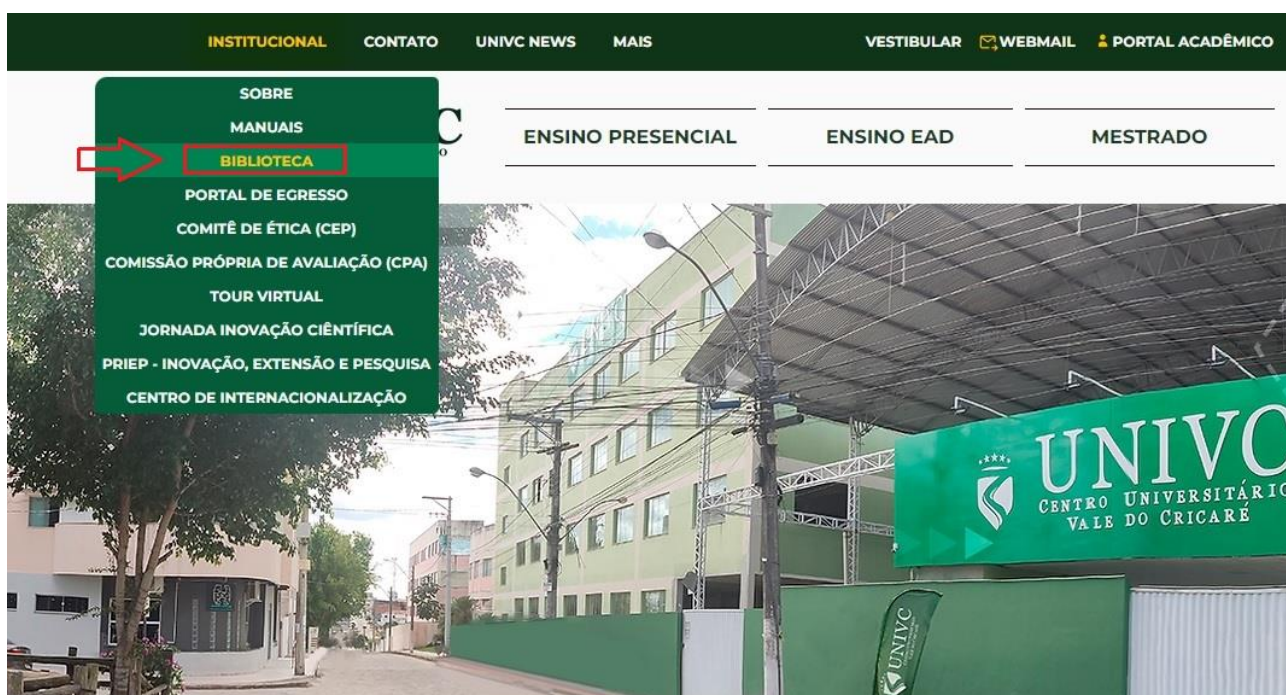 INSTITUCIONAL CONTATO UNIVC NEWS MAIS VESTIBULAR WEBMAIL PORTAL ACADÊMICO
SOBRE
MANUAIS
BIBLIOTECA
PORTAL DE EGRESSO
COMITÊ DE ÉTICA (CEP)
COMISSÃO PRÓPRIA DE AVALIAÇÃO (CPA)
TOUR VIRTUAL
JORNADA INOVAÇÃO CIÊNTÍFICA
PRIEP - INOVAÇÃO, EXTENSÃO E PESQUISA
CENTRO DE INTERNACIONALIZAÇÃO
ENSINO PRESENCIAL ENSINO EAD MESTRADO
UNIVC
CENTRO UNIVERSITÁRIO
VALE DO CRICARÉ
UNIVC